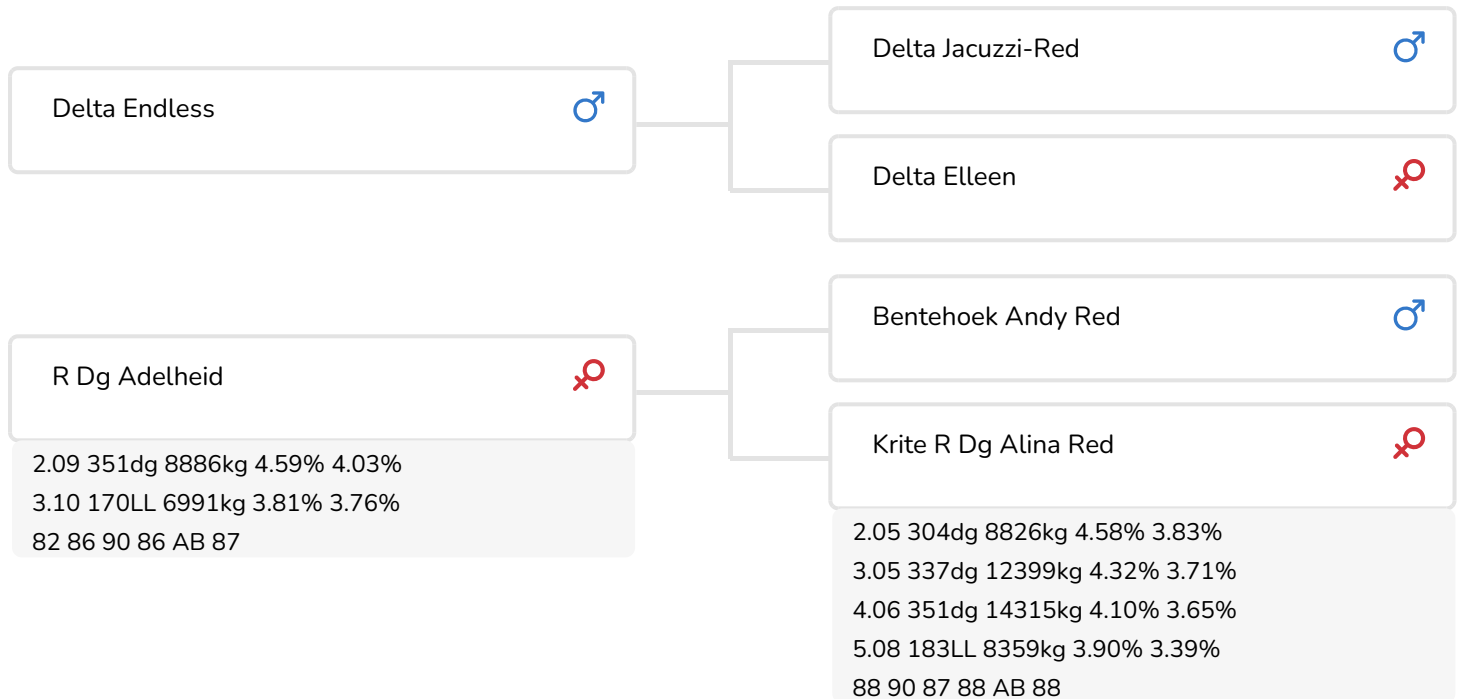 Delta Endless
Delta Jacuzzi-Red
Delta Elleen
R Dg Adelheid
2.09 351dg 8886kg 4.59% 4.03%
3.10 170LL 6991kg 3.81% 3.76%
82 86 90 86 AB 87
Bentehoek Andy Red
Krite R Dg Alina Red
2.05 304dg 8826kg 4.58% 3.83%
3.05 337dg 12399kg 4.32% 3.71%
4.06 351dg 14315kg 4.10% 3.65%
5.08 183LL 8359kg 3.90% 3.39%
88 90 87 88 AB 88